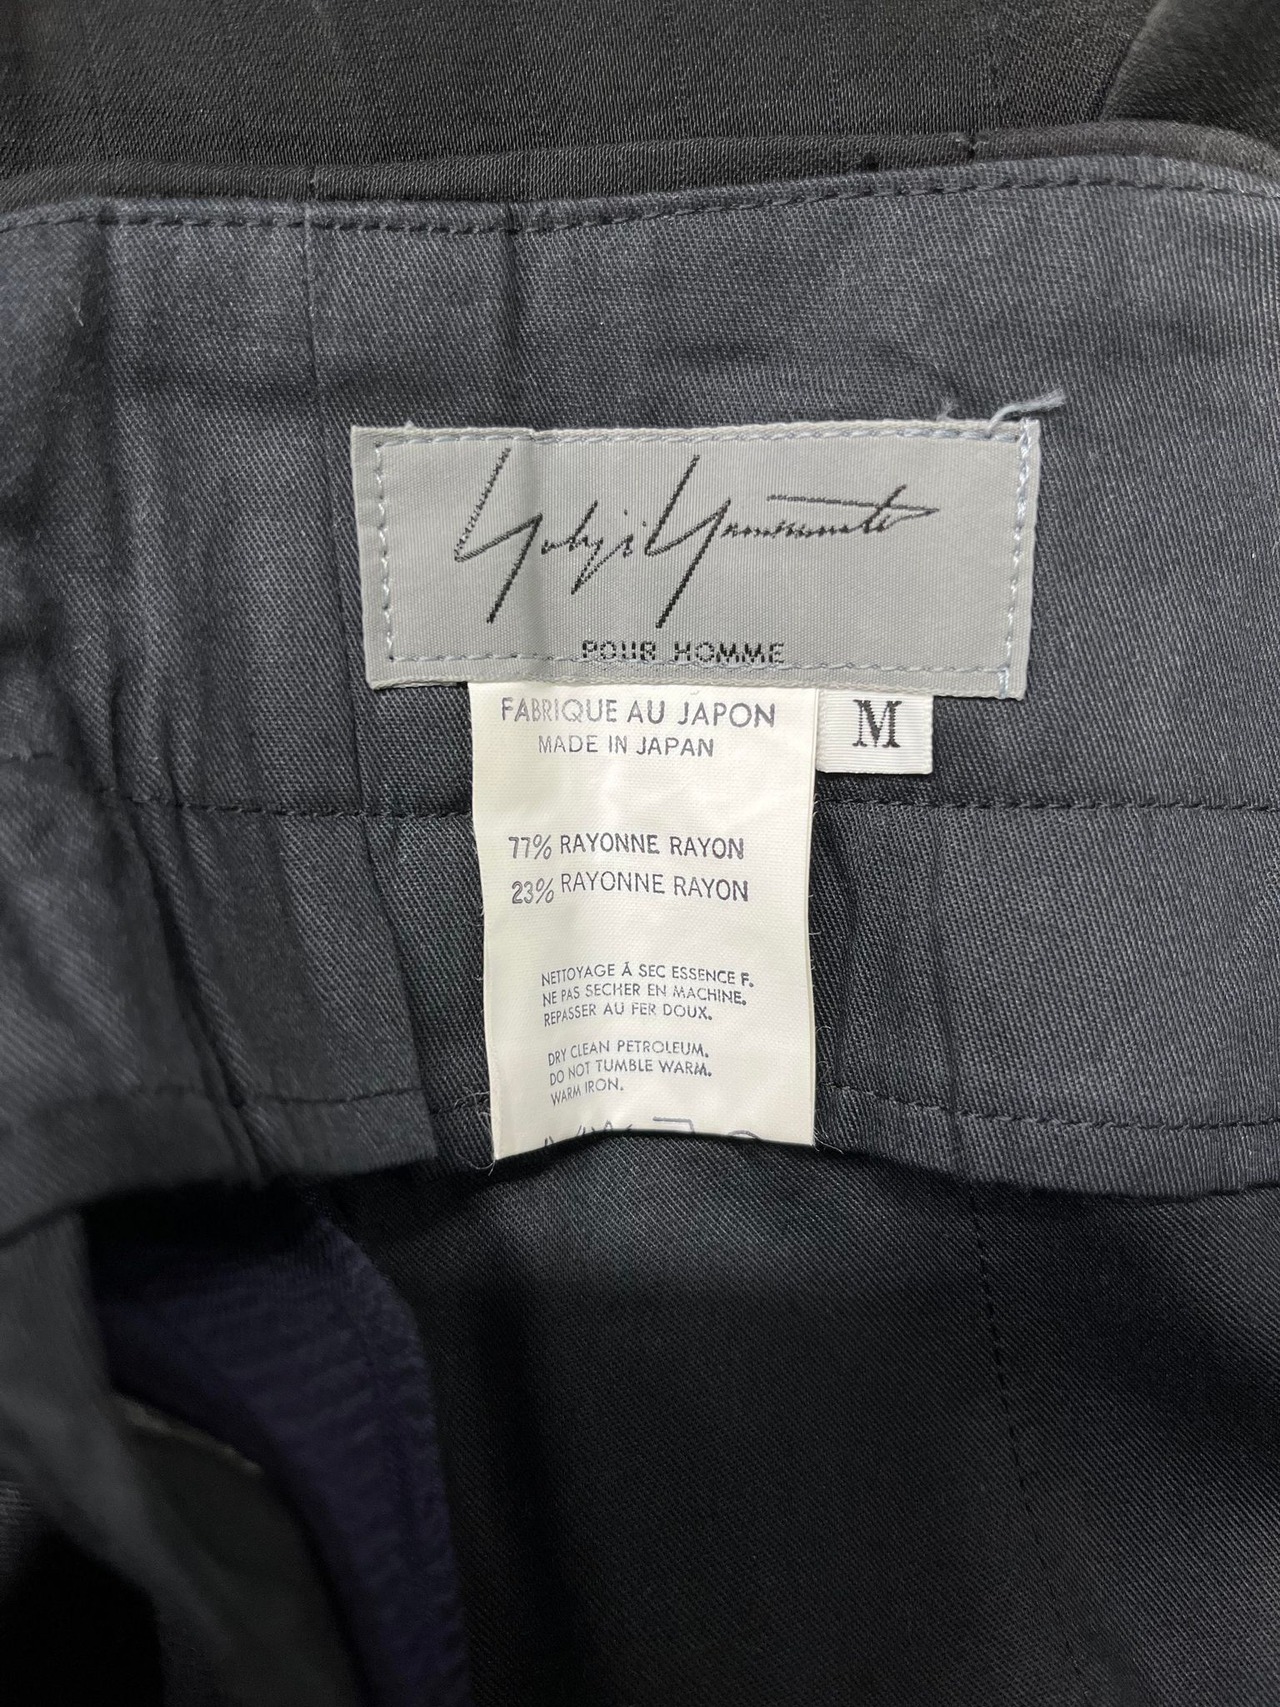 Yohji Yamamoto
POUR HOMME
FABRIQUE AU JAPON
MADE IN JAPAN
M
77% RAYONNE RAYON
23% RAYONNE RAYON
NETTOYAGE À SEC ESSENCE F.
NE PAS SECHER EN MACHINE.
REPASSER AU FER DOUX.
DRY CLEAN PETROLEUM.
DO NOT TUMBLE WARM.
WARM IRON.